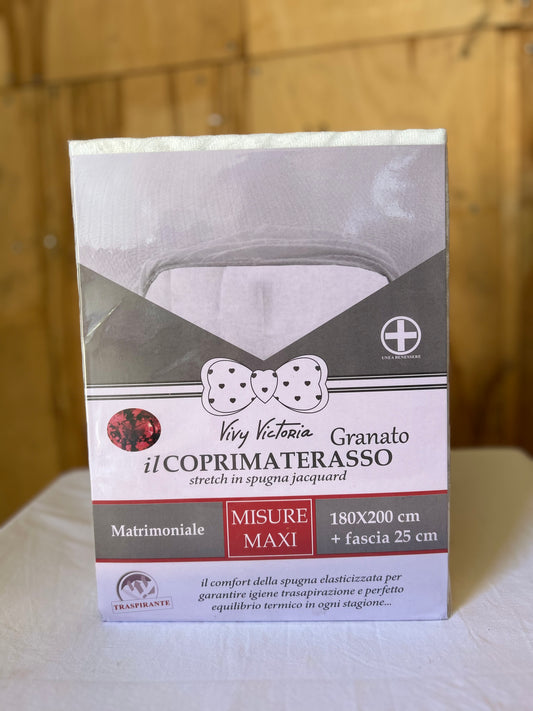 LINEA BENESSERE
Vivy Victoria
Granato
il COPRIMATERASSO
stretch in spugna jacquard
Matrimoniale
MISURE
MAXI
180X200 cm
+ fascia 25 cm
TRASPIRANTE
il comfort della spugna elasticizzata per
garantire igiene trasapirazione e perfetto
equilibrio termico in ogni stagione...